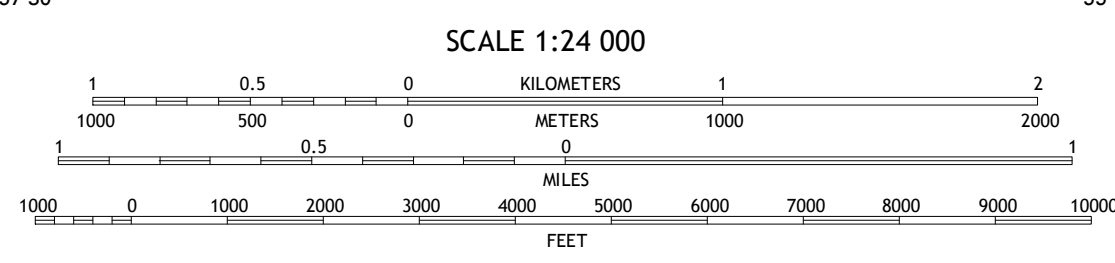 SCALE 1:24 000
1 0.5 0 KILOMETERS 1 2
1000 500 0 METERS 1000 2000
1 0.5 0 1
MILES
1000 0 1000 2000 3000 4000 5000 6000 7000 8000 9000 10000
FEET